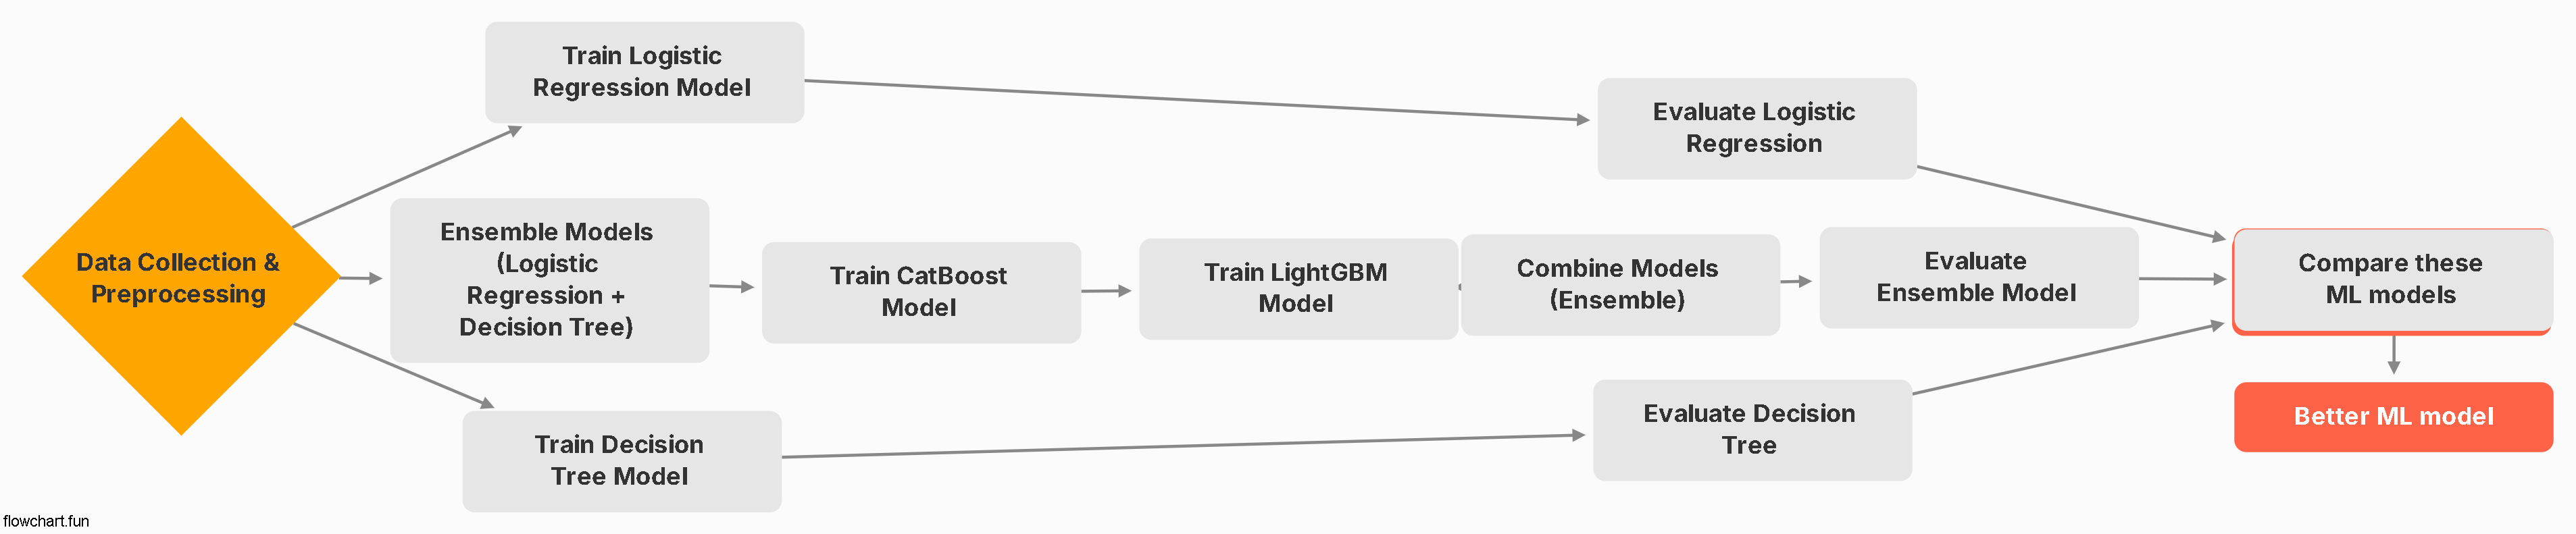 Train Logistic
Regression Model
Evaluate Logistic
Regression
Data Collection &
Preprocessing
Ensemble Models
(Logistic
Regression +
Decision Tree)
Train CatBoost
Model
Train LightGBM
Model
Combine Models
(Ensemble)
Evaluate
Ensemble Model
Compare these
ML models
Train Decision
Tree Model
Evaluate Decision
Tree
Better ML model
flowchart.fun